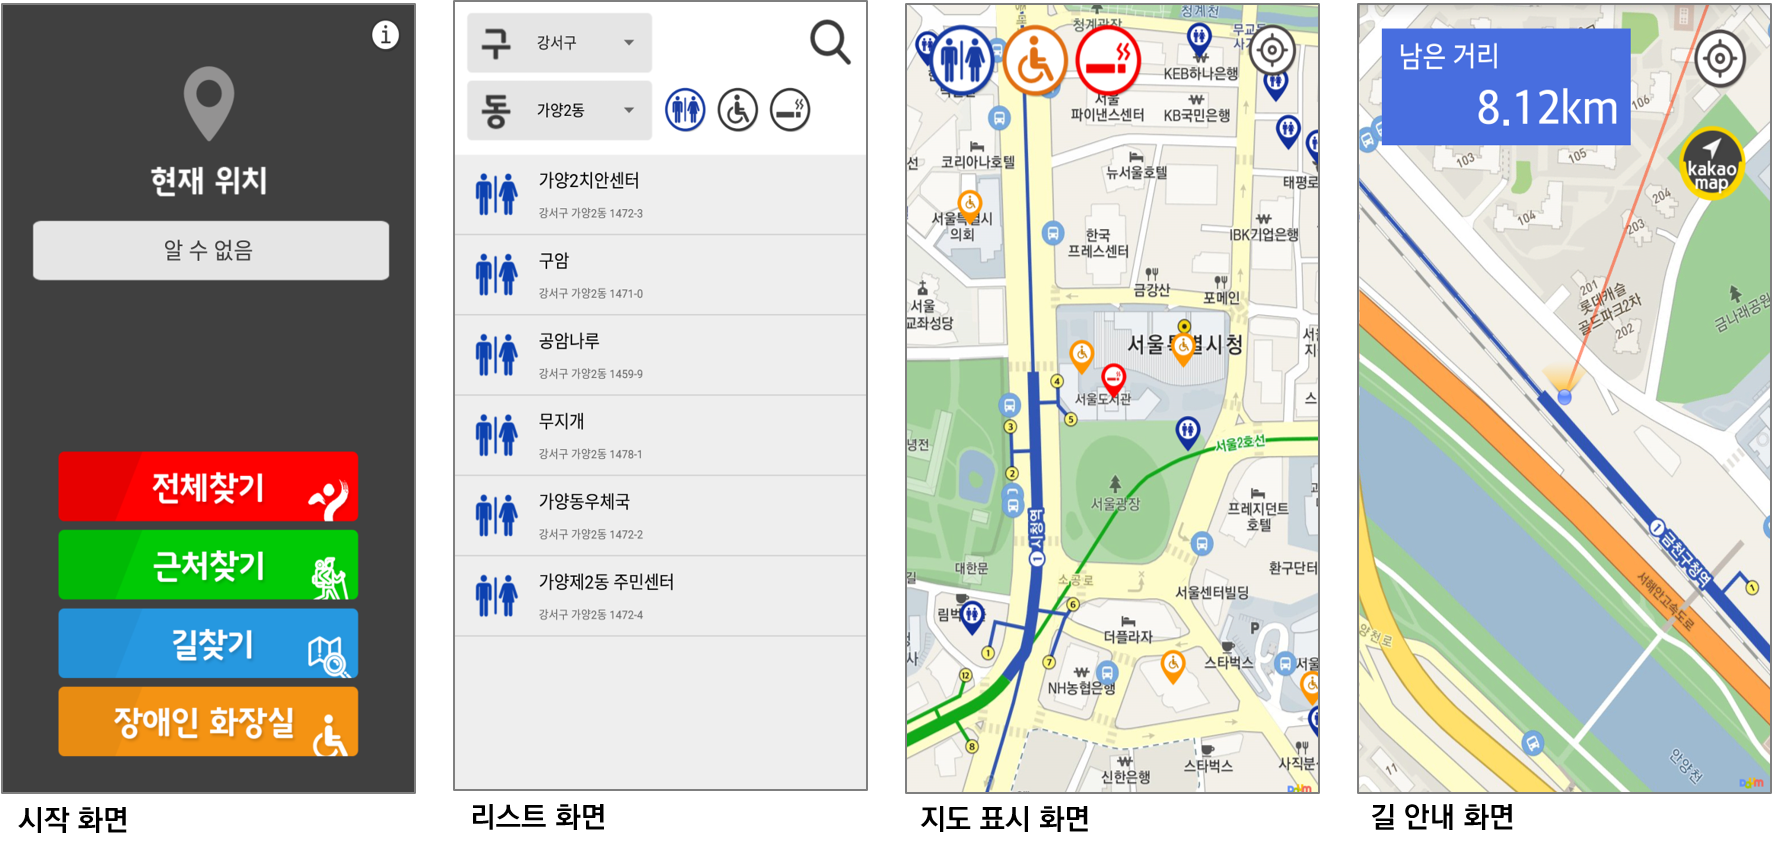 현재 위치
알 수 없음
전체찾기
근처찾기
길찾기
장애인 화장실
시작 화면
구
강서구
동
가양2동
가양2치안센터
강서구 가양2동 1472-3
구암
강서구 가양2동 1471-0
공암나루
강서구 가양2동 1459-9
무지개
강서구 가양2동 1478-1
가양동우체국
강서구 가양2동 1472-2
가양제2동 주민센터
강서구 가양2동 1472-4
리스트 화면
청계광장
청계천
KEB하나은행
서울
파이낸스센터
KB국민은행
코리아나호텔
뉴서울호텔
태평로
서울특별시
의회
한국
프레스센터
IBK기업은행
금강산
포메인
서울
교좌성당
서울특별시청
서울도서관
4
5
3
2
서울2호선
서울광장
프레지던트
호텔
1 시청역
대한문
소공로
환구단터
서울센터빌딩
6
더플라자
P
스타벅스
1
7
12
NH농협은행
8
신한은행
스타벅스
사직분
Daum
지도 표시 화면
남은 거리
8.12km
106
103
105
kakao
map
104
204
203
201
롯데캐슬
골드파크2차
202
금나래공원
1 금천구청역
1
서해안고속도로
안양천
11
Daum
길 안내 화면